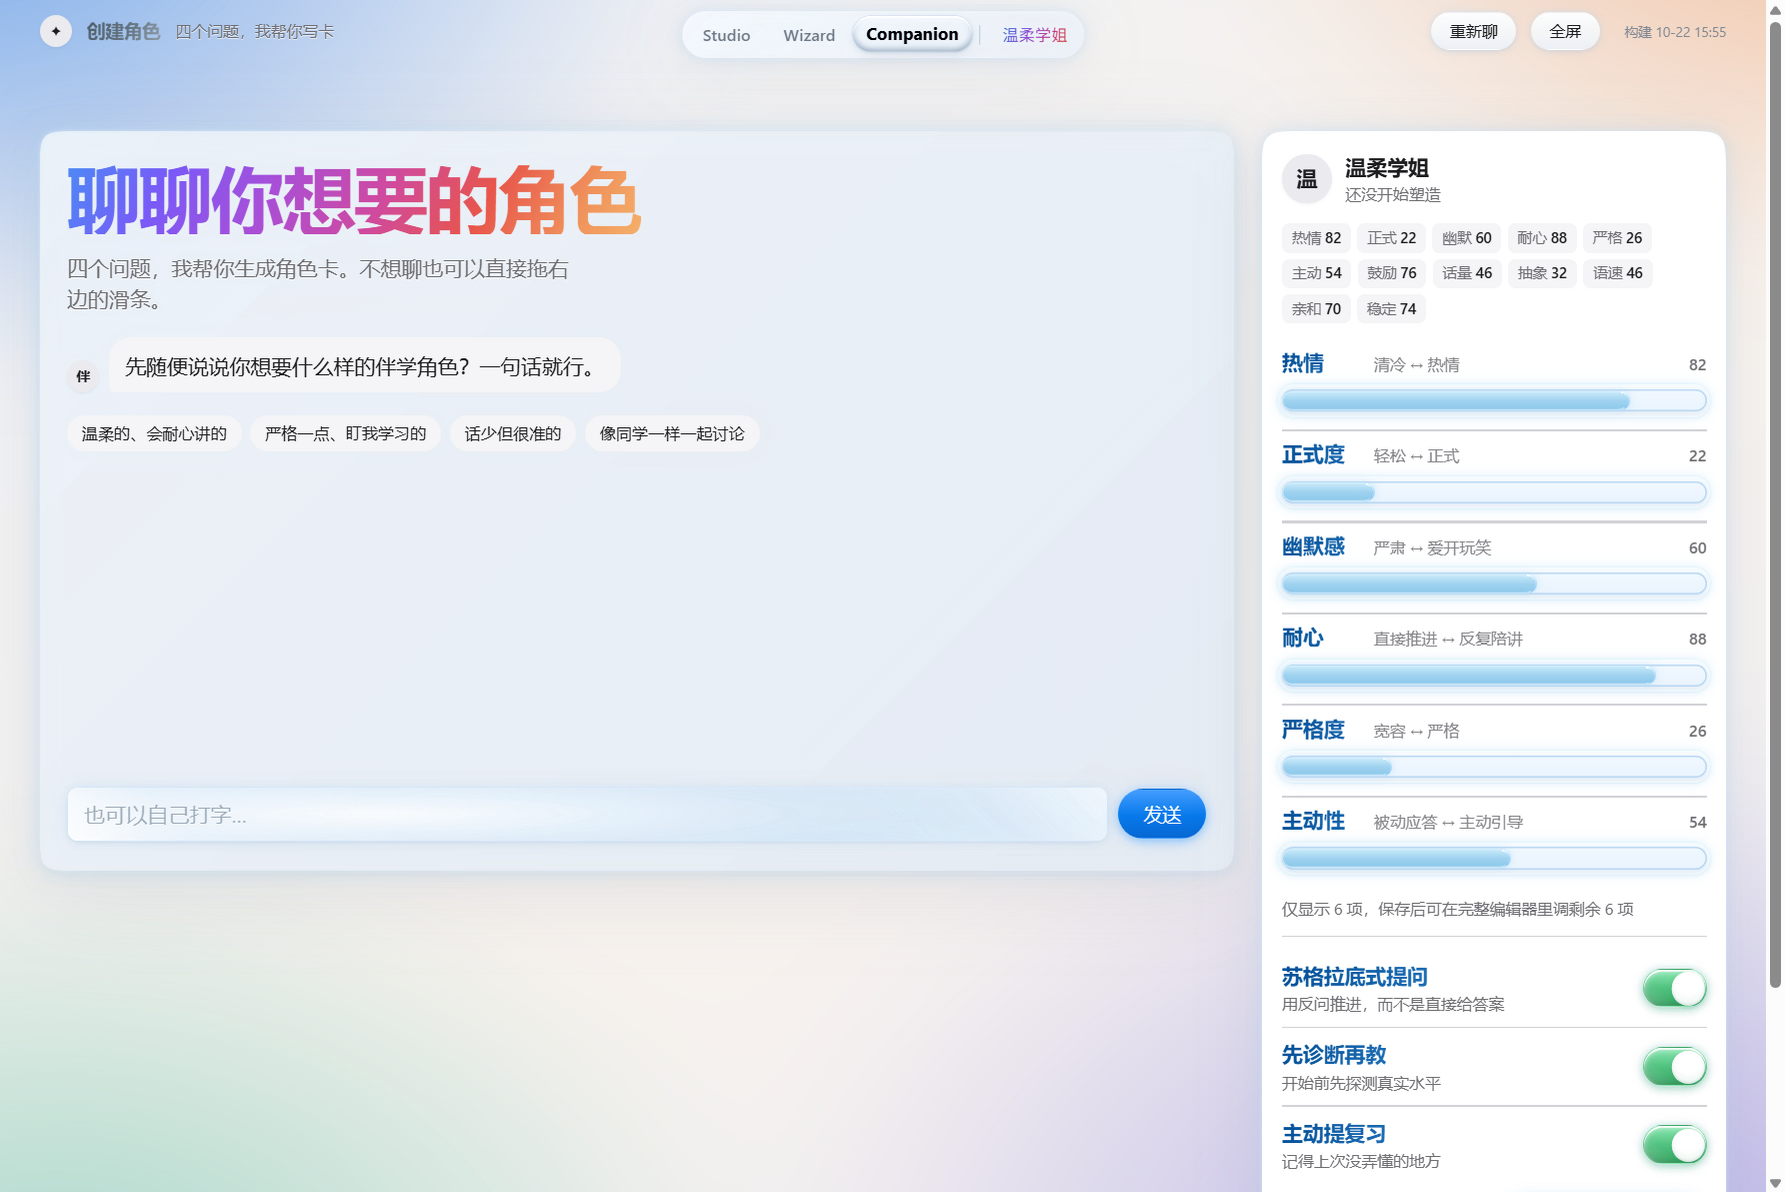 ✦ 创建角色 四个问题，我帮你写卡
Studio Wizard Companion 温柔学姐
重新聊 全屏 构建 10-22 15:55
聊聊你想要的角色
四个问题，我帮你生成角色卡。不想聊也可以直接拖右
边的滑条。
伴 先随便说说你想要什么样的伴学角色？一句话就行。
温柔的、会耐心讲的 严格一点、盯我学习的 话少但很准的 像同学一样一起讨论
也可以自己打字... 发送
温 温柔学姐
还没开始塑造
热情 82 正式 22 幽默 60 耐心 88 严格 26
主动 54 鼓励 76 话量 46 抽象 32 语速 46
亲和 70 稳定 74
热情 清冷 ↔ 热情 82
正式度 轻松 ↔ 正式 22
幽默感 严肃 ↔ 爱开玩笑 60
耐心 直接推进 ↔ 反复陪讲 88
严格度 宽容 ↔ 严格 26
主动性 被动应答 ↔ 主动引导 54
仅显示 6 项，保存后可在完整编辑器里调剩余 6 项
苏格拉底式提问
用反问推进，而不是直接给答案
先诊断再教
开始前先探测真实水平
主动提复习
记得上次没弄懂的地方